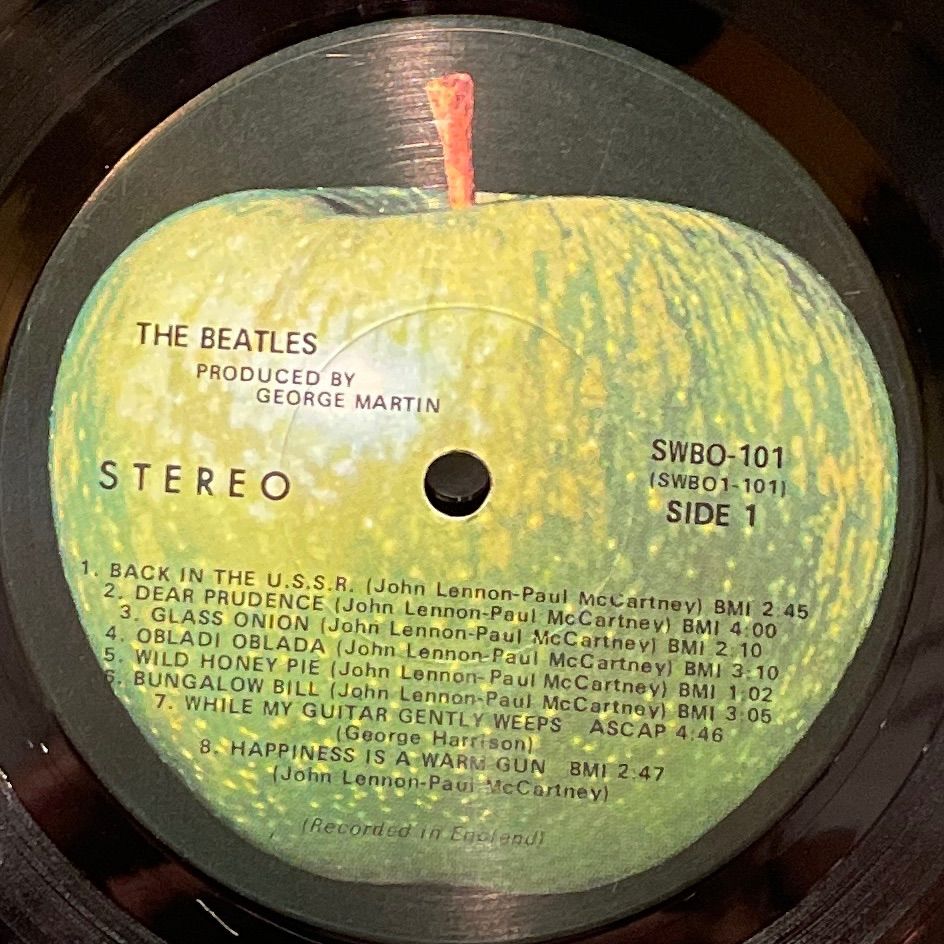 THE BEATLES
PRODUCED BY
GEORGE MARTIN
STEREO
SWBO-101
(SWBO1-101)
SIDE 1
1. BACK IN THE U.S.S.R. (John Lennon-Paul McCartney) BMI 2:45
2. DEAR PRUDENCE (John Lennon-Paul McCartney) BMI 4:00
3. GLASS ONION (John Lennon-Paul McCartney) BMI 2:10
4. OBLADI OBLADA (John Lennon-Paul McCartney) BMI 3:10
5. WILD HONEY PIE (John Lennon-Paul McCartney) BMI 1:02
6. BUNGALOW BILL (John Lennon-Paul McCartney) BMI 3:05
7. WHILE MY GUITAR GENTLY WEEPS ASCAP 4:46
(George Harrison)
8. HAPPINESS IS A WARM GUN BMI 2:47
(John Lennon-Paul McCartney)
(Recorded in England)